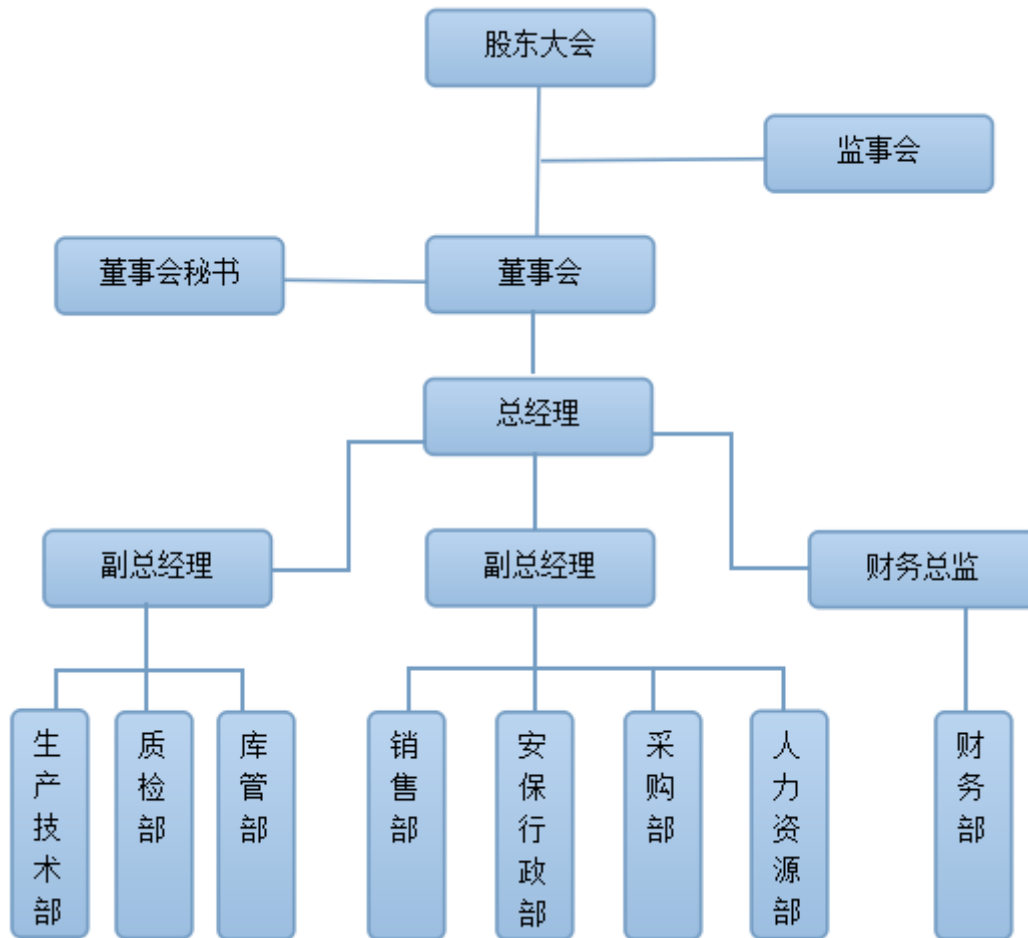 股东大会
监事会
董事会秘书
董事会
总经理
副总经理
副总经理
财务总监
生产技术部
质检部
库管部
销售部
安保行政部
采购部
人力资源部
财务部